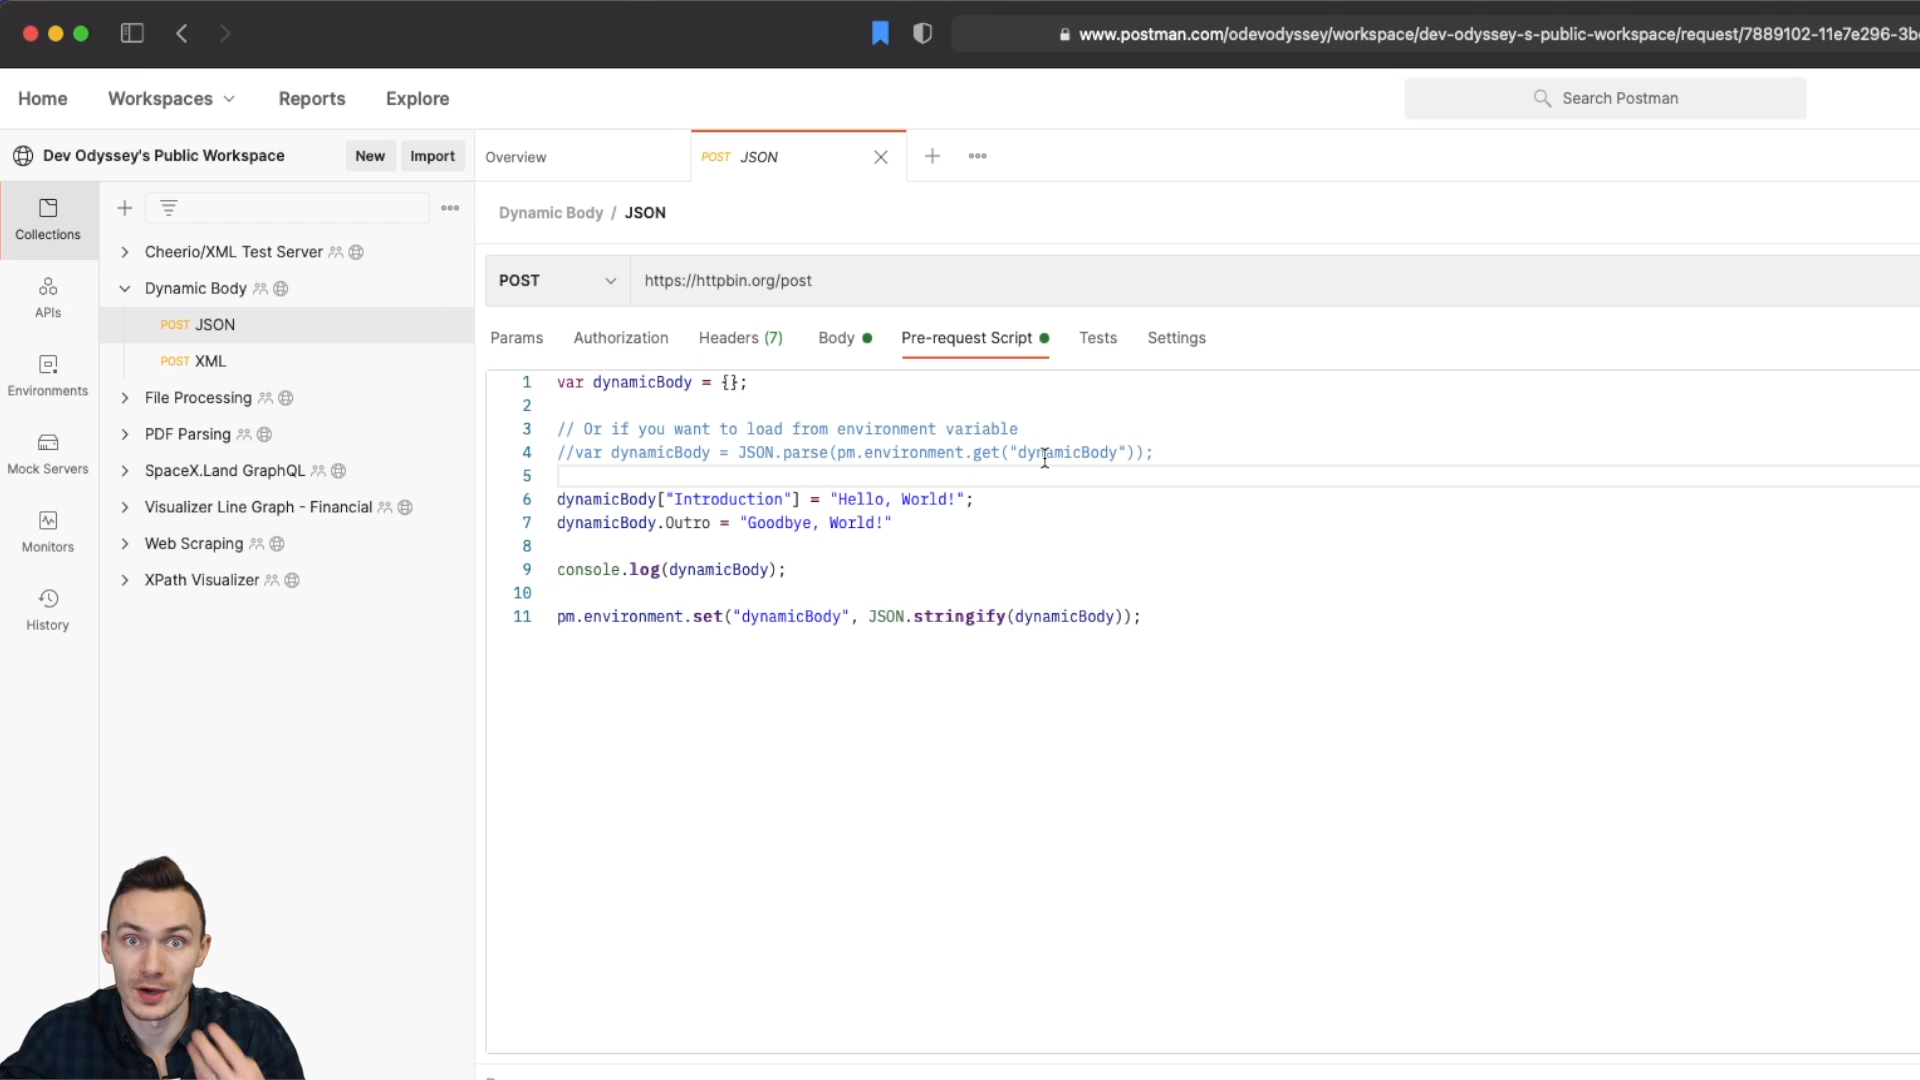 www.postman.com/odevodyssey/workspace/dev-odyssey-s-public-workspace/request/7889102-11e7e296-3b
Home Workspaces Reports Explore Search Postman
Dev Odyssey's Public Workspace New Import
Overview POST JSON
Collections
APIs
Environments
Mock Servers
Monitors
History
Cheerio/XML Test Server
Dynamic Body
POST JSON
POST XML
File Processing
PDF Parsing
SpaceX.Land GraphQL
Visualizer Line Graph - Financial
Web Scraping
XPath Visualizer
Dynamic Body / JSON
POST https://httpbin.org/post
Params Authorization Headers (7) Body Pre-request Script Tests Settings
1 var dynamicBody = {};
2
3 // Or if you want to load from environment variable
4 //var dynamicBody = JSON.parse(pm.environment.get("dynamicBody"));
5
6 dynamicBody["Introduction"] = "Hello, World!";
7 dynamicBody.Outro = "Goodbye, World!"
8
9 console.log(dynamicBody);
10
11 pm.environment.set("dynamicBody", JSON.stringify(dynamicBody));